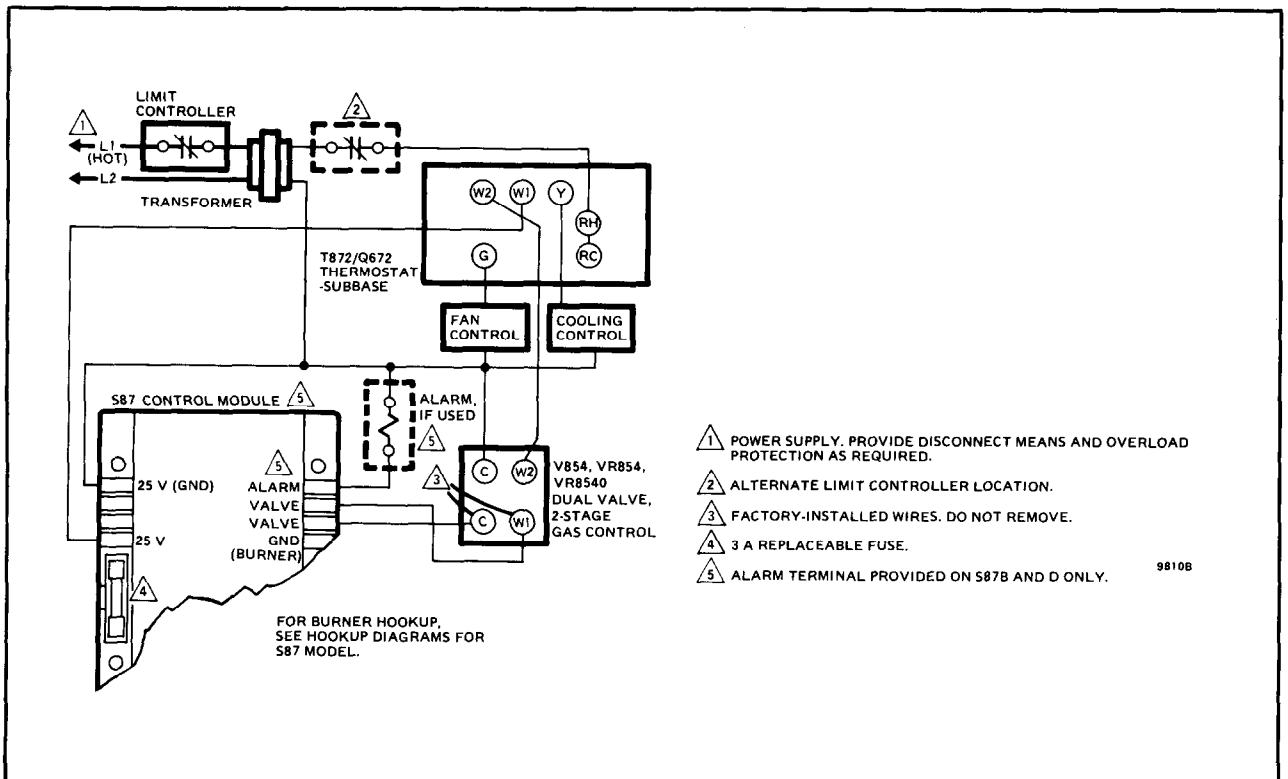 LIMIT
CONTROLLER
1
2
L1
(HOT)
L2
TRANSFORMER
W2 W1 Y
RH
G RC
T872/Q672
THERMOSTAT
-SUBBASE
FAN
CONTROL
COOLING
CONTROL
S87 CONTROL MODULE 5
ALARM,
IF USED
5
25 V (GND)
25 V
4
5
ALARM
VALVE
VALVE
GND
(BURNER)
3
C W2
C W1
V854, VR854,
VR8540
DUAL VALVE,
2-STAGE
GAS CONTROL
FOR BURNER HOOKUP,
SEE HOOKUP DIAGRAMS FOR
S87 MODEL.
1 POWER SUPPLY. PROVIDE DISCONNECT MEANS AND OVERLOAD
PROTECTION AS REQUIRED.
2 ALTERNATE LIMIT CONTROLLER LOCATION.
3 FACTORY-INSTALLED WIRES. DO NOT REMOVE.
4 3 A REPLACEABLE FUSE.
5 ALARM TERMINAL PROVIDED ON S87B AND D ONLY.
9810B